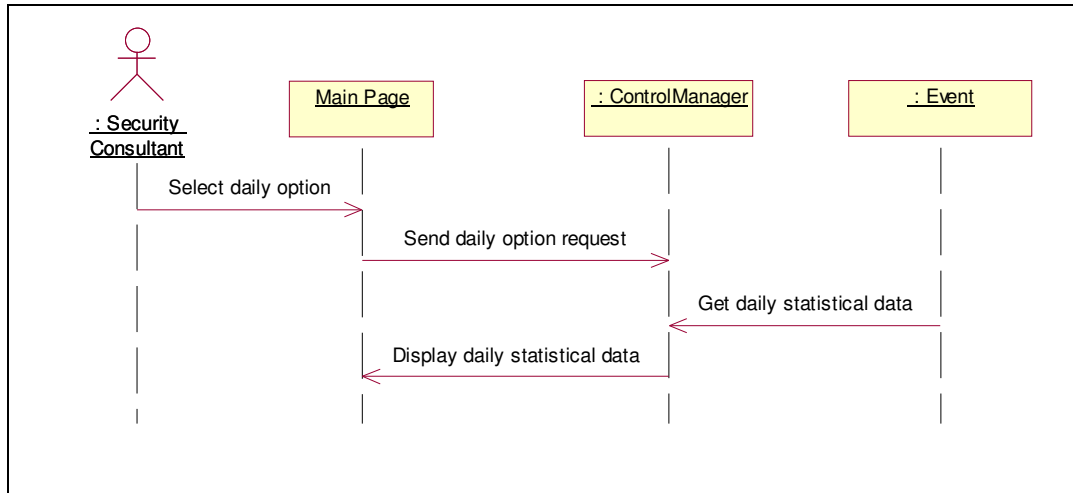 : Security
Consultant
Main Page
: ControlManager
: Event
Select daily option
Send daily option request
Get daily statistical data
Display daily statistical data